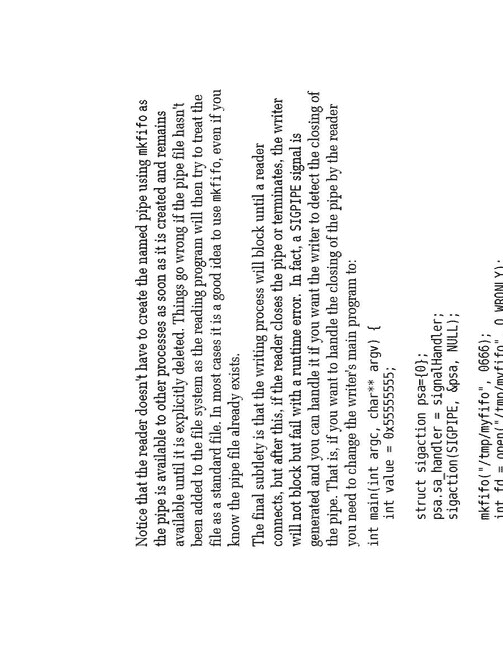 Notice that the reader doesn't have to create the named pipe using mkfifo as
the pipe is available to other processes as soon as it is created and remains
available until it is explicitly deleted. Things go wrong if the pipe file hasn't
been added to the file system as the reading program will then try to treat the
file as a standard file. In most cases it is a good idea to use mkfifo, even if you
know the pipe file already exists.
The final subtlety is that the writing process will block until a reader
connects, but after this, if the reader closes the pipe or terminates, the writer
will not block but fail with a runtime error. In fact, a SIGPIPE signal is
generated and you can handle it if you want the writer to detect the closing of
the pipe. That is, if you want to handle the closing of the pipe by the reader
you need to change the writer's main program to:
int main(int argc, char** argv) {
int value = 0x55555555;
struct sigaction psa={0};
psa.sa_handler = signalHandler;
sigaction(SIGPIPE, &psa, NULL);
mkfifo("/tmp/myfifo", 0666);
int fd = open("/tmp/myfifo", O_WRONLY);